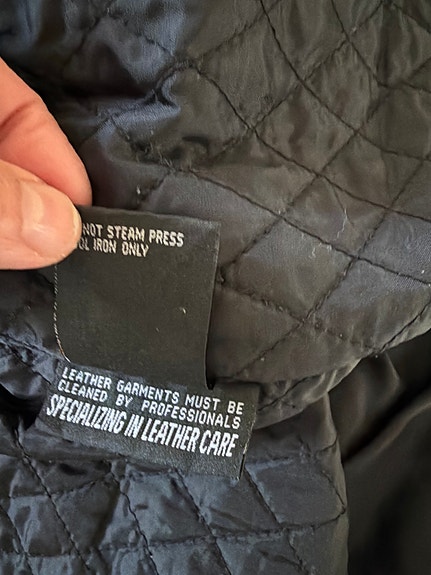 NOT STEAM PRESS
IRON ONLY
LEATHER GARMENTS MUST BE
CLEANED BY PROFESSIONALS
SPECIALIZING IN LEATHER CARE